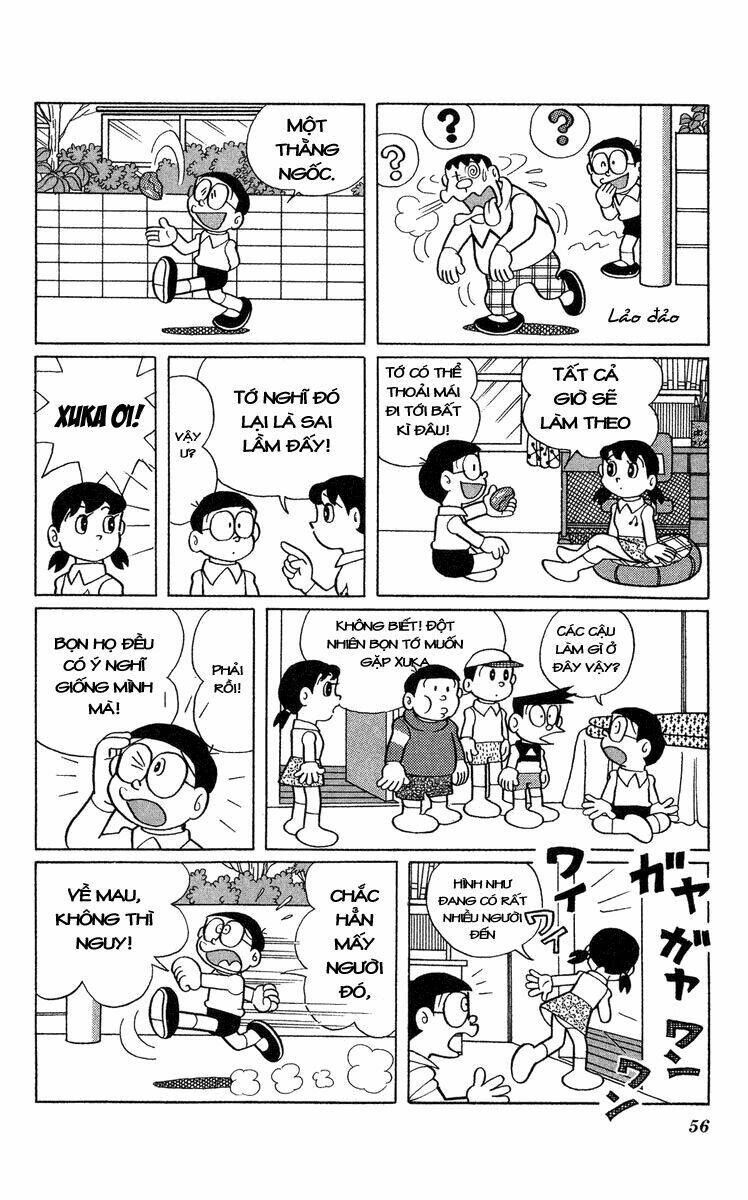 ?
?
?
Lảo đảo
MỘT
THẰNG
NGỐC.
TẤT CẢ
GIỜ SẼ
LÀM THEO
TỚ CÓ THỂ
THOẢI MÁI
ĐI TỚI BẤT
KÌ ĐÂU!
TỚ NGHĨ ĐÓ
LẠI LÀ SAI
LẦM ĐẤY!
VẬY
Ư?
XUKA ƠI!
CÁC CẬU
LÀM GÌ Ở
ĐÂY VẬY?
KHÔNG BIẾT! ĐỘT
NHIÊN BỌN TỚ MUỐN
GẶP XUKA
PHẢI
RỒI!
BỌN HỌ ĐỀU
CÓ Ý NGHĨ
GIỐNG MÌNH
MÀ!
ガヤガヤ
ワンワン
ワイ
ワイ
HÌNH NHƯ
ĐANG CÓ RẤT
NHIỀU NGƯỜI
ĐẾN
CHẮC
HẲN
MẤY
NGƯỜI
ĐÓ,
VỀ MAU,
KHÔNG THÌ
NGUY!
56